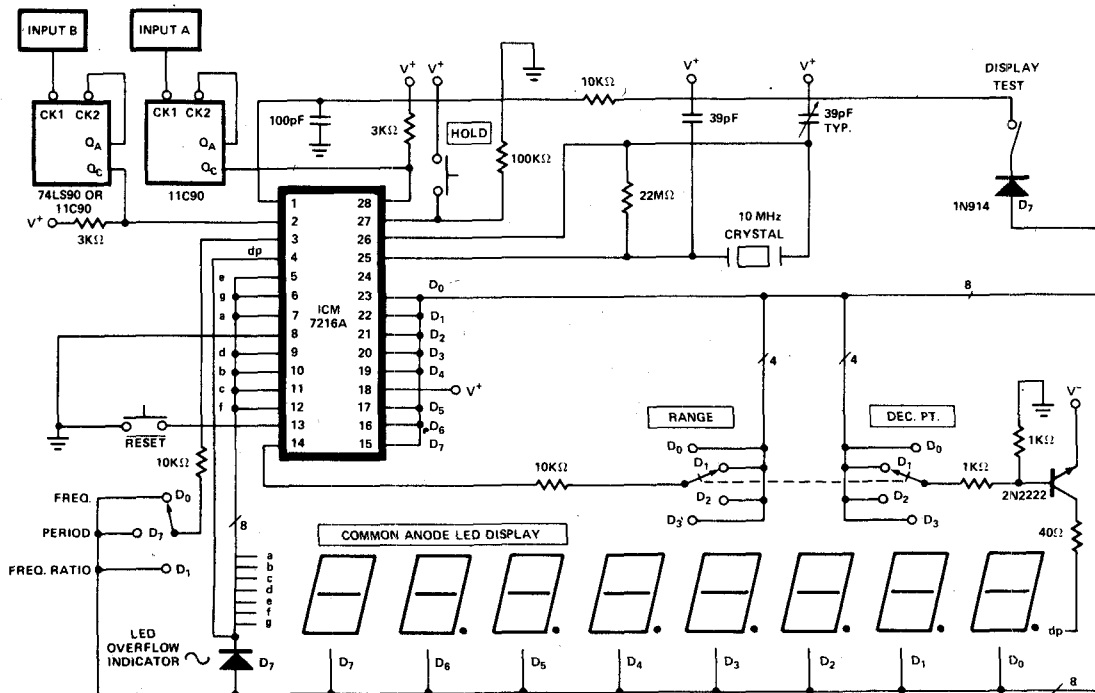 INPUT B
INPUT A
CK1 CK2
CK1 CK2
QA
QC
QA
QC
74LS90 OR
11C90
11C90
V+
3KΩ
100pF
10KΩ
V+
V+
3KΩ
HOLD
100KΩ
V+
V+
39pF
39pF
TYP.
22MΩ
10 MHz
CRYSTAL
DISPLAY
TEST
1N914
D7
dp
e
g
a
d
b
c
f
1
2
3
4
5
6
7
8
9
10
11
12
13
14
ICM
7216A
28
27
26
25
24
23
22
21
20
19
18
17
16
15
D0
D1
D2
D3
D4
V+
D5
D6
D7
8
4
4
RESET
10KΩ
10KΩ
RANGE
D0
D1
D2
D3
DEC. PT.
D0
D1
D2
D3
1KΩ
1KΩ
V-
2N2222
40Ω
FREQ.
D0
PERIOD
D7
FREQ. RATIO
D1
8
a
b
c
d
e
f
g
LED
OVERFLOW
INDICATOR
D7
COMMON ANODE LED DISPLAY
dp
D7
D6
D5
D4
D3
D2
D1
D0
8